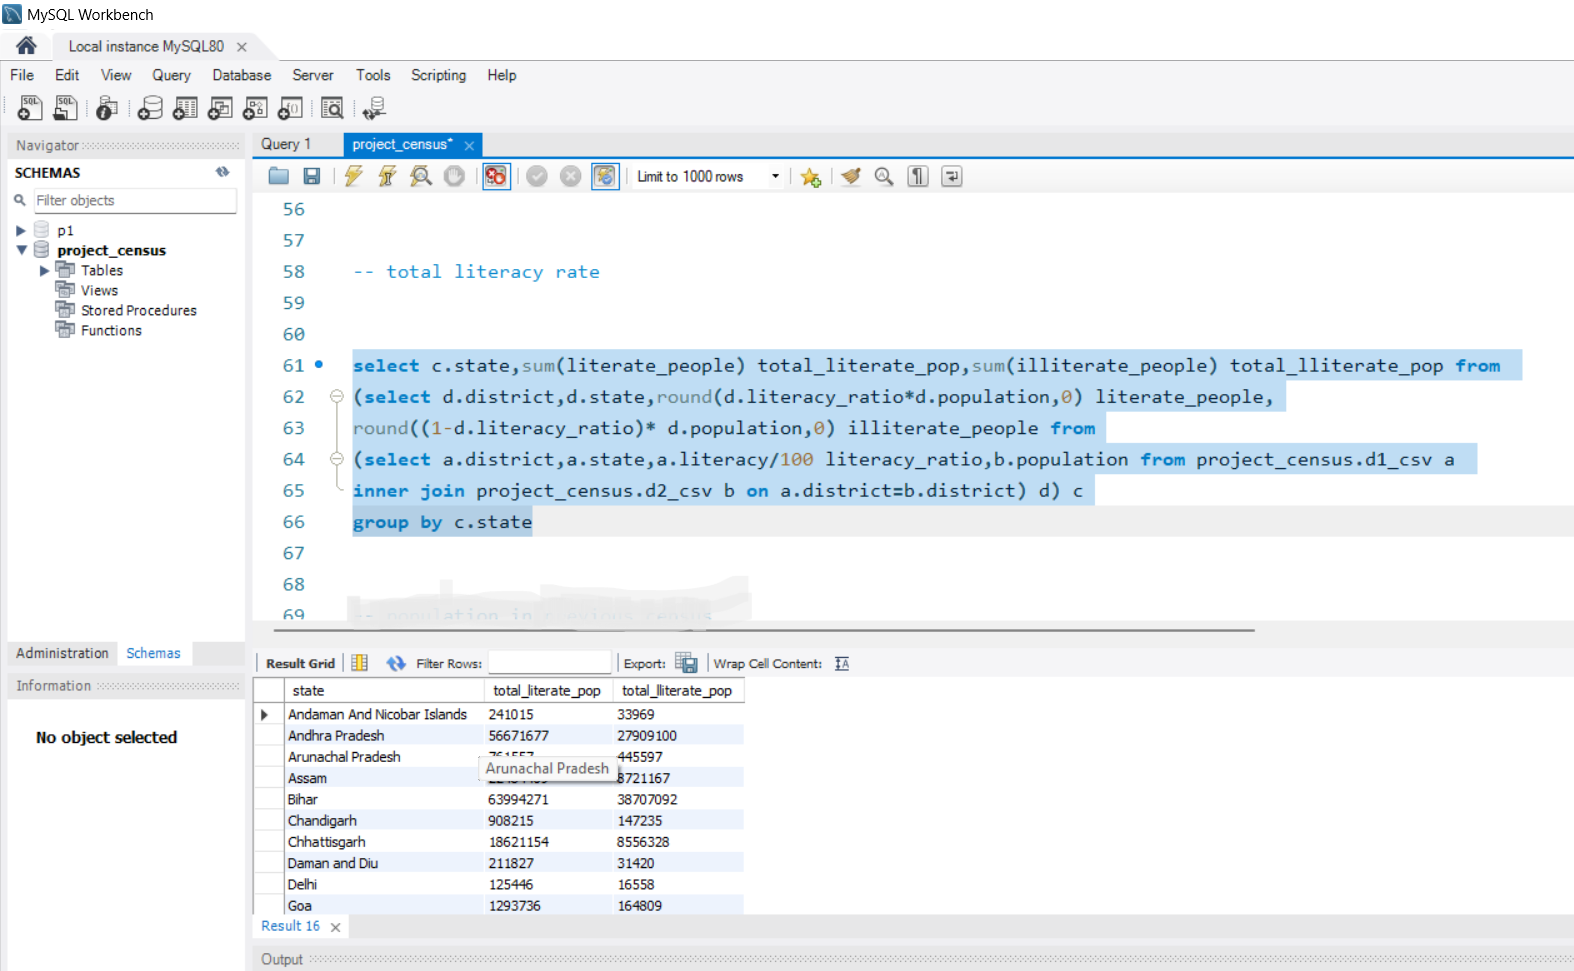 MySQL Workbench
Local instance MySQL80
File Edit View Query Database Server Tools Scripting Help
Navigator
SCHEMAS
Filter objects
p1
project_census
Tables
Views
Stored Procedures
Functions
Administration Schemas
Information
No object selected
Query 1 project_census*
Limit to 1000 rows
56
57
58 -- total literacy rate
59
60
61 select c.state,sum(literate_people) total_literate_pop,sum(illiterate_people) total_lliterate_pop from
62 (select d.district,d.state,round(d.literacy_ratio*d.population,0) literate_people,
63 round((1-d.literacy_ratio)* d.population,0) illiterate_people from
64 (select a.district,a.state,a.literacy/100 literacy_ratio,b.population from project_census.d1_csv a
65 inner join project_census.d2_csv b on a.district=b.district) d) c
66 group by c.state
67
68
69 -- population in previous census
Result Grid Filter Rows: Export: Wrap Cell Content:
state total_literate_pop total_lliterate_pop
Andaman And Nicobar Islands 241015 33969
Andhra Pradesh 56671677 27909100
Arunachal Pradesh 761557 445597
Arunachal Pradesh
Assam 8721167
Bihar 63994271 38707092
Chandigarh 908215 147235
Chhattisgarh 18621154 8556328
Daman and Diu 211827 31420
Delhi 125446 16558
Goa 1293736 164809
Result 16
Output